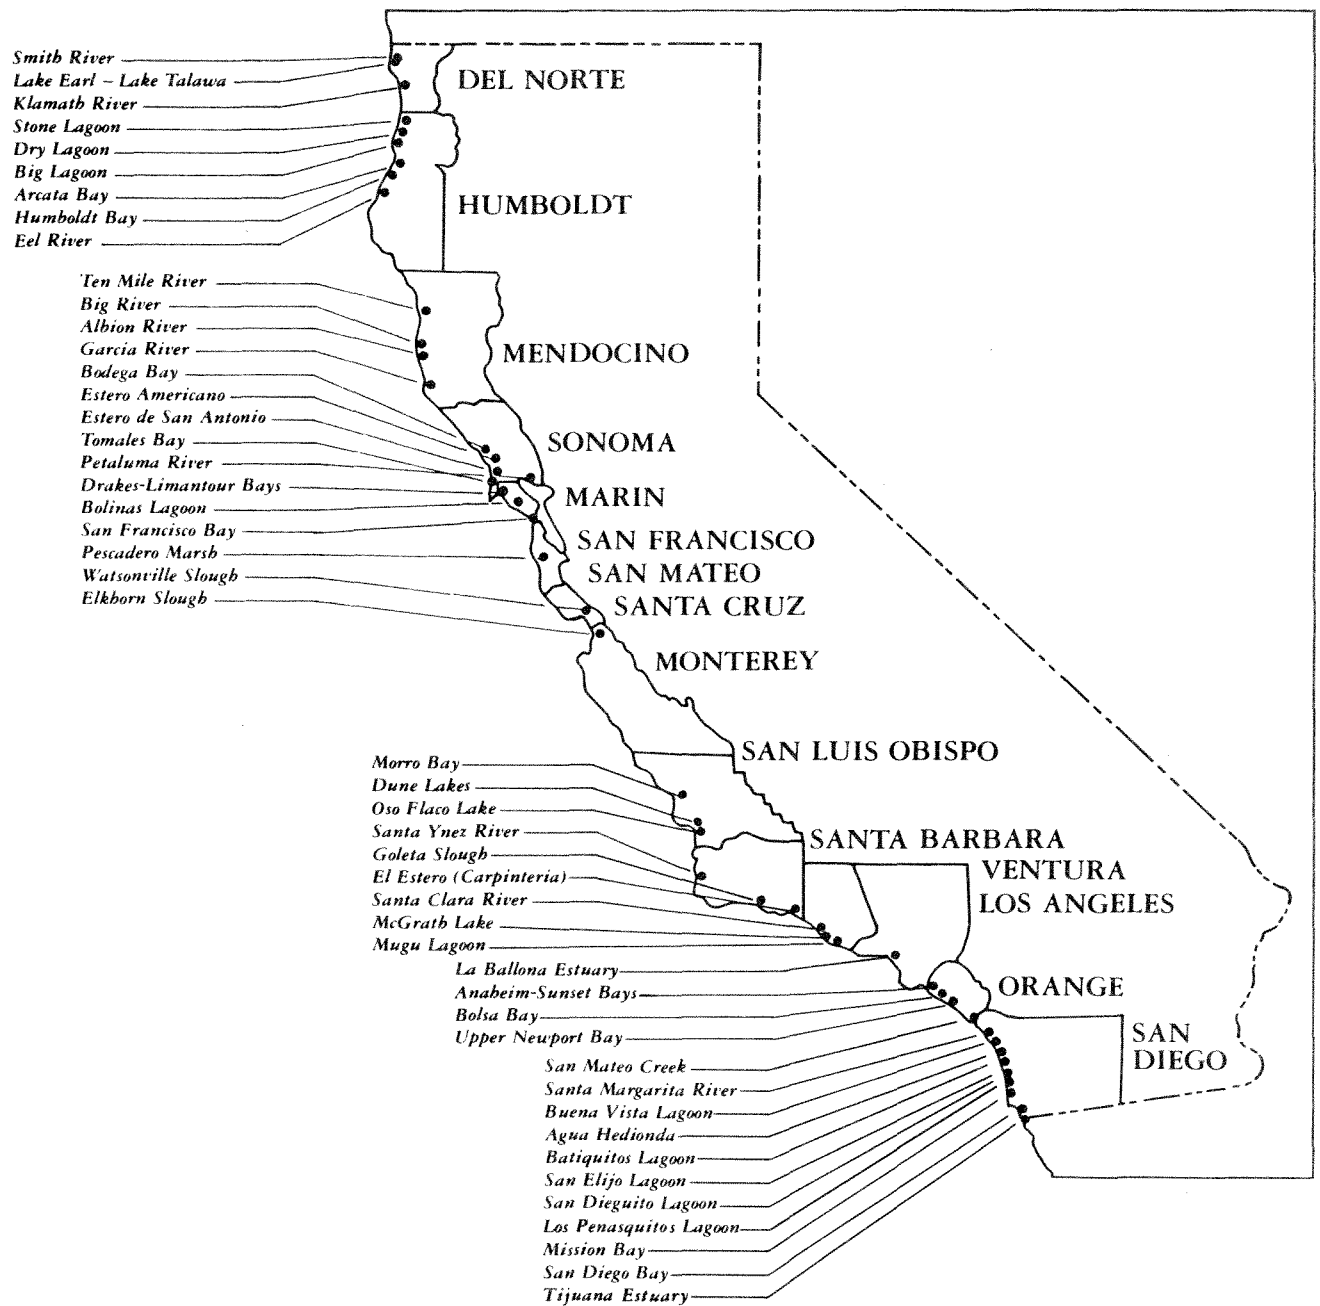 Smith River
Lake Earl – Lake Talawa
Klamath River
Stone Lagoon
Dry Lagoon
Big Lagoon
Arcata Bay
Humboldt Bay
Eel River
DEL NORTE
HUMBOLDT
Ten Mile River
Big River
Albion River
Garcia River
Bodega Bay
Estero Americano
Estero de San Antonio
Tomales Bay
Petaluma River
Drakes-Limantour Bays
Bolinas Lagoon
San Francisco Bay
Pescadero Marsh
Watsonville Slough
Elkhorn Slough
MENDOCINO
SONOMA
MARIN
SAN FRANCISCO
SAN MATEO
SANTA CRUZ
MONTEREY
SAN LUIS OBISPO
Morro Bay
Dune Lakes
Oso Flaco Lake
Santa Ynez River
Goleta Slough
El Estero (Carpinteria)
Santa Clara River
McGrath Lake
Mugu Lagoon
SANTA BARBARA
VENTURA
LOS ANGELES
La Ballona Estuary
Anaheim-Sunset Bays
Bolsa Bay
Upper Newport Bay
ORANGE
SAN
DIEGO
San Mateo Creek
Santa Margarita River
Buena Vista Lagoon
Agua Hedionda
Batiquitos Lagoon
San Elijo Lagoon
San Dieguito Lagoon
Los Penasquitos Lagoon
Mission Bay
San Diego Bay
Tijuana Estuary